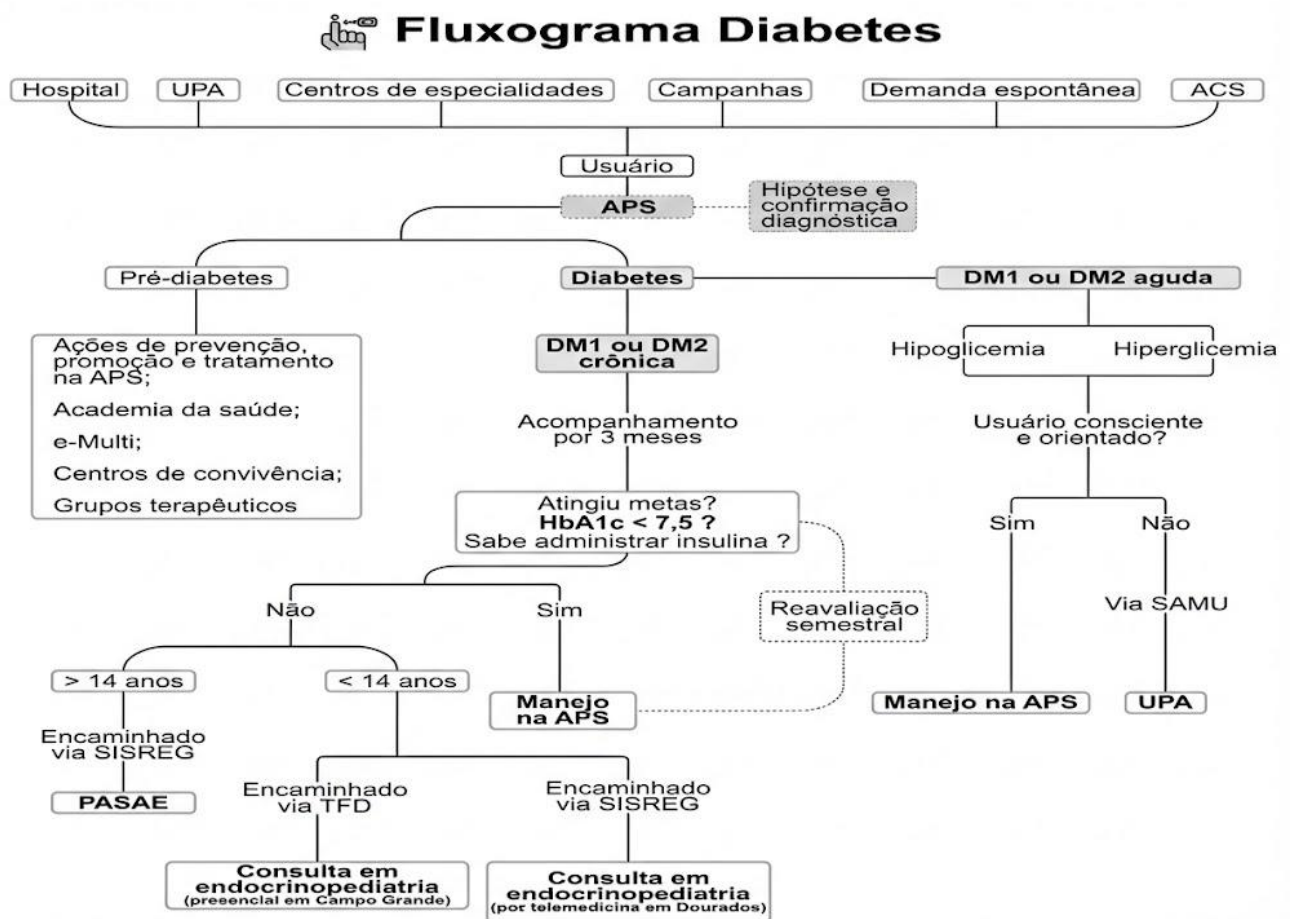 Fluxograma Diabetes
Hospital
UPA
Centros de especialidades
Campanhas
Demanda espontânea
ACS
Usuário
APS
Hipótese e
confirmação
diagnóstica
Pré-diabetes
Diabetes
DM1 ou DM2 aguda
Ações de prevenção,
promoção e tratamento
na APS;
Academia da saúde;
e-Multi;
Centros de convivência;
Grupos terapêuticos
DM1 ou DM2
crônica
Hipoglicemia
Hiperglicemia
Acompanhamento
por 3 meses
Usuário consciente
e orientado?
Atingiu metas?
HbA1c < 7,5 ?
Sabe administrar insulina ?
Sim
Não
Não
Sim
Reavaliação
semestral
Via SAMU
> 14 anos
< 14 anos
Manejo
na APS
Manejo na APS
UPA
Encaminhado
via SISREG
PASAE
Encaminhado
via TFD
Encaminhado
via SISREG
Consulta em
endocrinopediatria
(preencial em Campo Grande)
Consulta em
endocrinopediatria
(por telemedicina em Dourados)